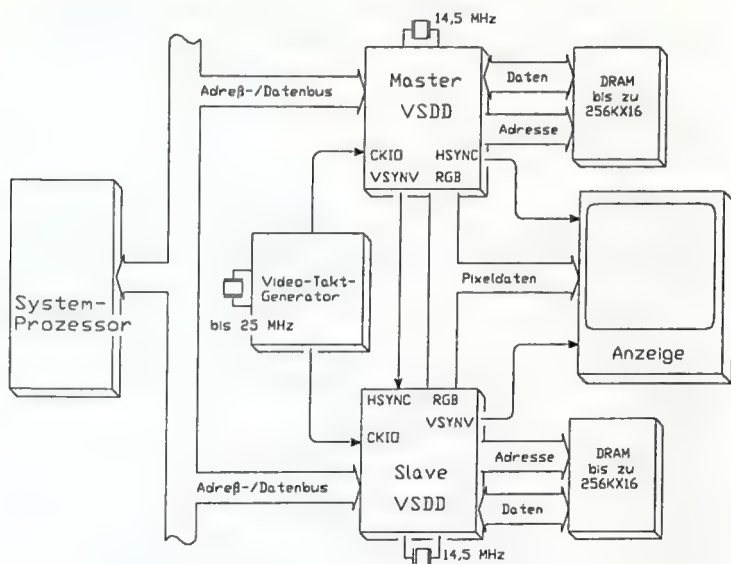 14,5 MHz
Adreß-/Datenbus
Master
VSDD
CKIO
HSYNC
VSYNV
RGB
Daten
Adresse
DRAM
bis zu
256KX16
System-
Prozessor
Video-Takt-
Generator
bis 25 MHz
Pixeldaten
Anzeige
HSYNC
RGB
VSYNV
CKIO
Slave
VSDD
Adreß-/Datenbus
Adresse
Daten
DRAM
bis zu
256KX16
14,5 MHz